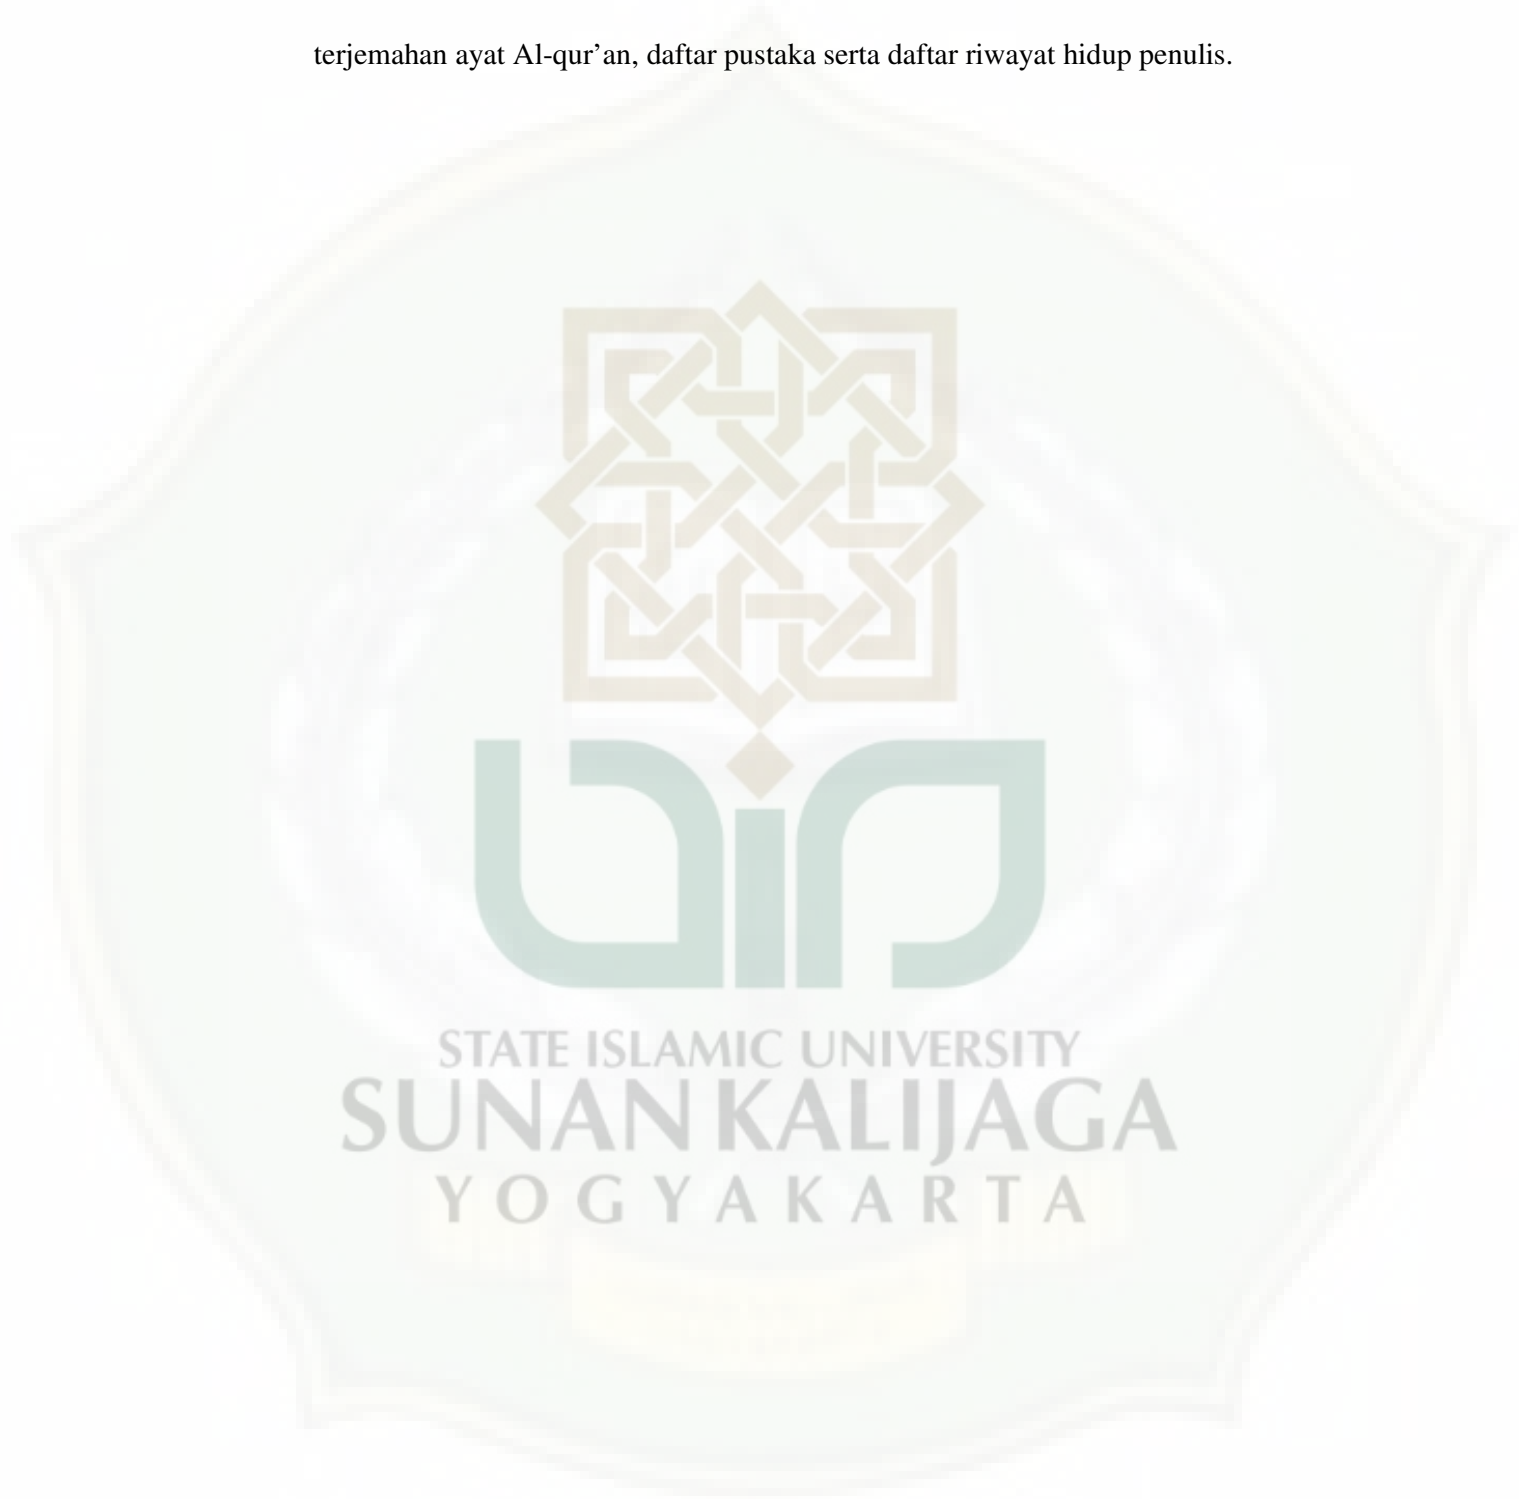 terjemahan ayat Al-qur’an, daftar pustaka serta daftar riwayat hidup penulis.
STATE ISLAMIC UNIVERSITY
SUNAN KALIJAGA
YOGYAKARTA